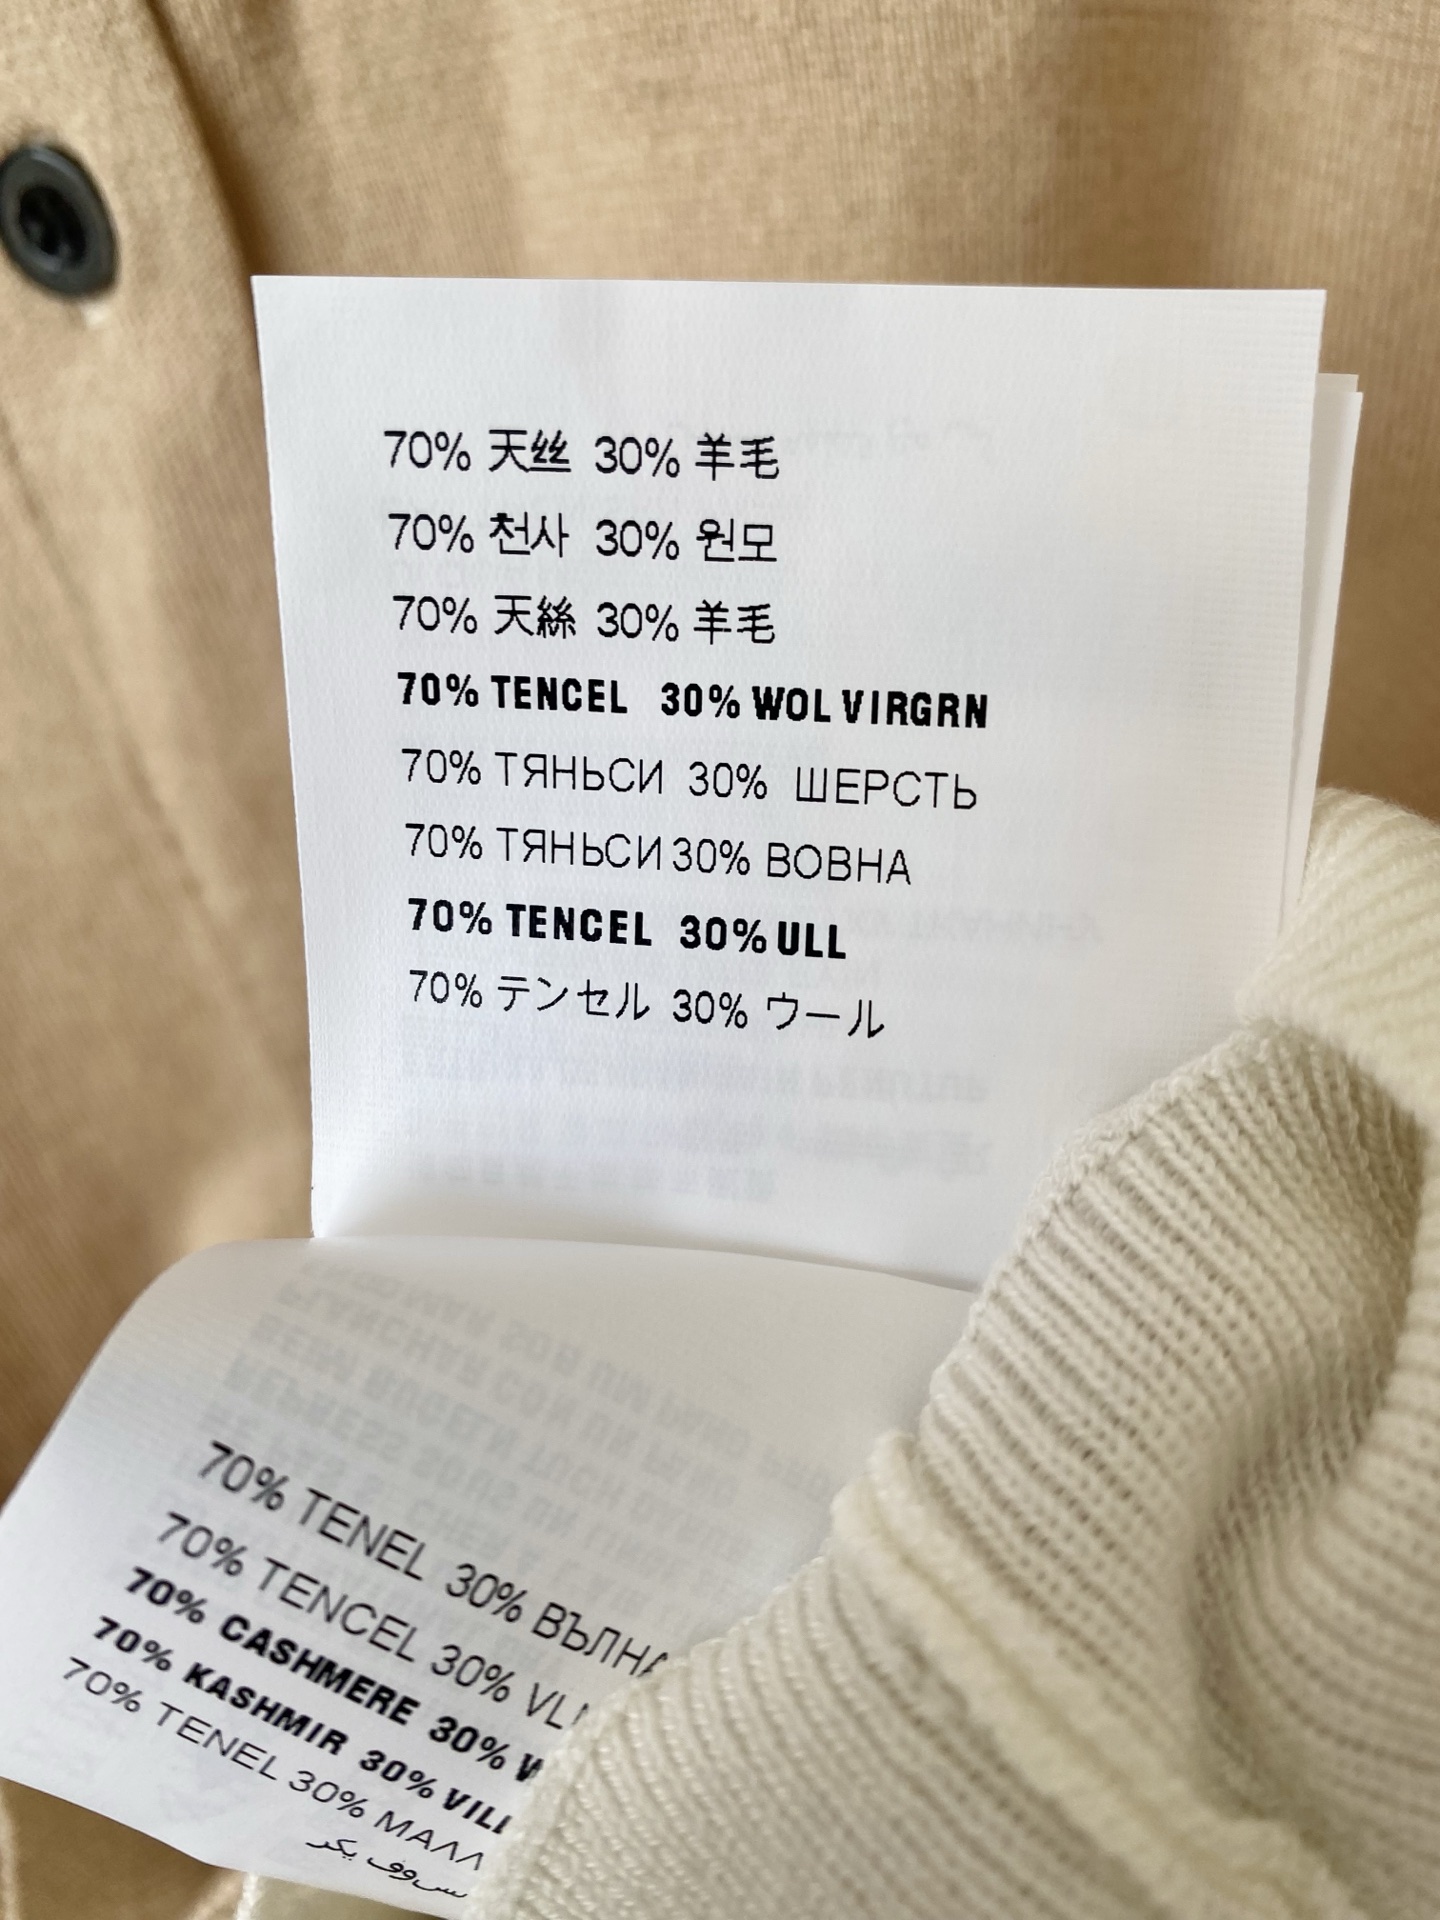 70% 天丝 30% 羊毛
70% 천사 30% 원모
70% 天絲 30% 羊毛
70% TENCEL 30% WOL VIRGRN
70% ТЯНЬСИ 30% ШЕРСТЬ
70% ТЯНЬСИ 30% ВОВНА
70% TENCEL 30% ULL
70% テンセル 30% ウール
70% TENEL 30% ВЪЛНА
70% TENCEL 30%
70% CASHMERE 30%
70% KASHMIR 30%
70% TENEL 30% ΜΑΛΛ